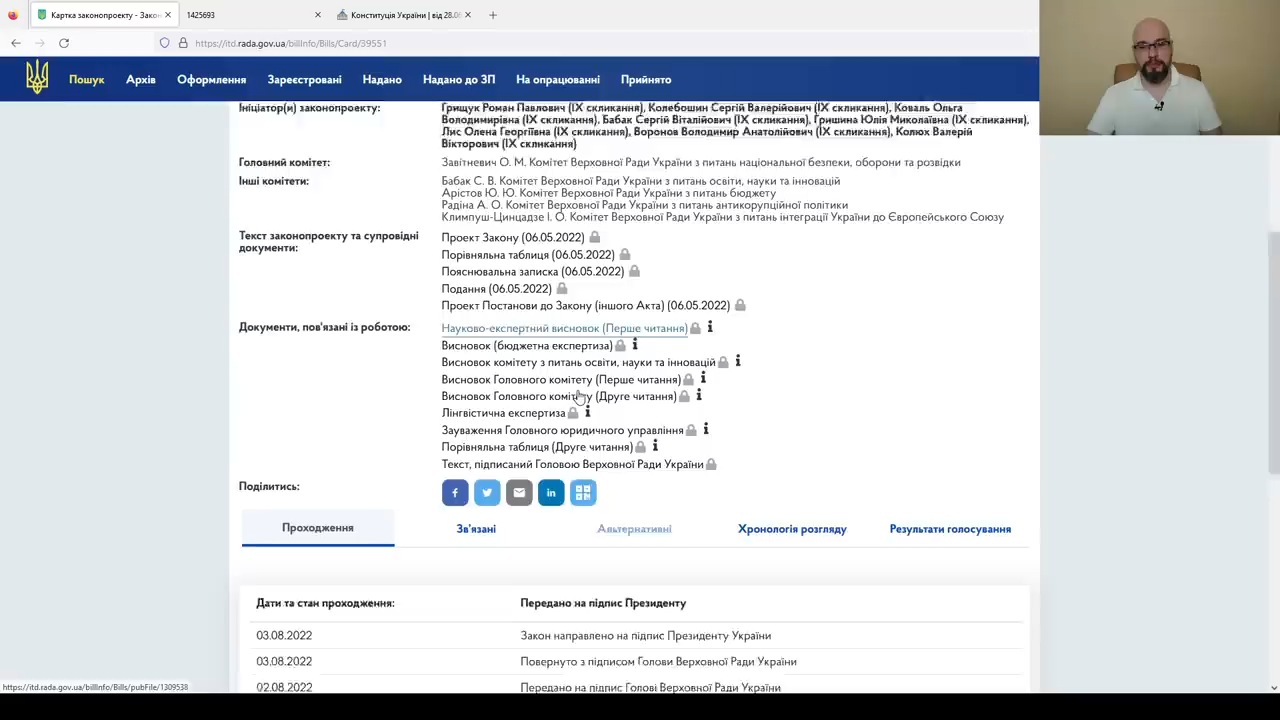 Картка законопроекту - Зако
1425693
Конституція України | від 28.0
https://itd.rada.gov.ua/billInfo/Bills/Card/39551
Пошук Архів Оформлення Зареєстровані Надано Надано до ЗП На опрацюванні Прийнято
Ініціатор(и) законопроекту:
Грищук Роман Павлович (IX скликання), Колебошин Сергій Валерійович (IX скликання), Коваль Ольга
Володимирівна (IX скликання), Бабак Сергій Віталійович (IX скликання), Гришина Юлія Миколаївна (IX скликання),
Лис Олена Георгіївна (IX скликання), Воронов Володимир Анатолійович (IX скликання), Колюх Валерій
Вікторович (IX скликання)
Головний комітет:
Завітневич О. М. Комітет Верховної Ради України з питань національної безпеки, оборони та розвідки
Інші комітети:
Бабак С. В. Комітет Верховної Ради України з питань освіти, науки та інновацій
Арістов Ю. Ю. Комітет Верховної Ради України з питань бюджету
Радіна А. О. Комітет Верховної Ради України з питань антикорупційної політики
Климпуш-Цинцадзе І. О. Комітет Верховної Ради України з питань інтеграції України до Європейського Союзу
Текст законопроекту та супровідні
документи:
Проект Закону (06.05.2022)
Порівняльна таблиця (06.05.2022)
Пояснювальна записка (06.05.2022)
Подання (06.05.2022)
Проект Постанови до Закону (іншого Акта) (06.05.2022)
Документи, пов'язані із роботою:
Науково-експертний висновок (Перше читання)
Висновок (бюджетна експертиза)
Висновок комітету з питань освіти, науки та інновацій
Висновок Головного комітету (Перше читання)
Висновок Головного комітету (Друге читання)
Лінгвістична експертиза
Зауваження Головного юридичного управління
Порівняльна таблиця (Друге читання)
Текст, підписаний Головою Верховної Ради України
Поділитись:
Проходження Зв'язані Альтернативні Хронологія розгляду Результати голосування
Дати та стан проходження: Передано на підпис Президенту
03.08.2022 Закон направлено на підпис Президенту України
03.08.2022 Повернуто з підписом Голови Верховної Ради України
02.08.2022 Передано на підпис Голові Верховної Ради України
https://itd.rada.gov.ua/billInfo/Bills/pubFile/1309538